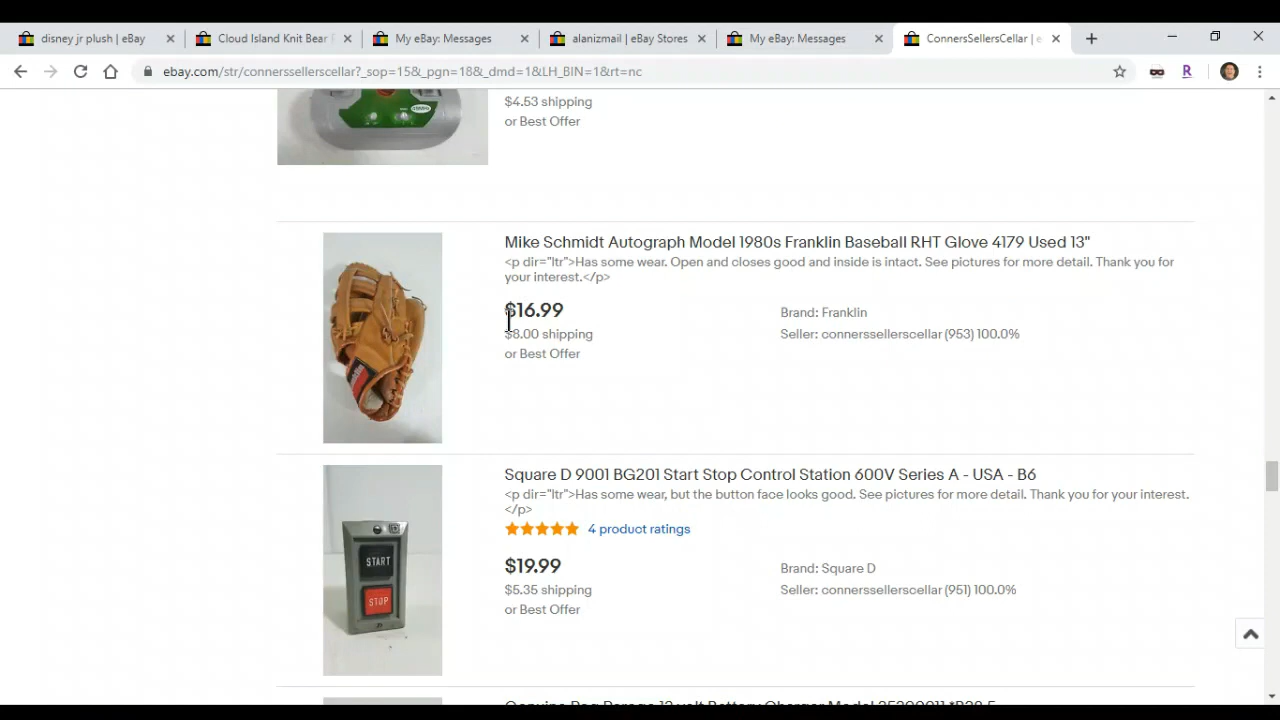 disney jr plush | eBay
Cloud Island Knit Bear
My eBay: Messages
alanizmail | eBay Stores
My eBay: Messages
ConnersSellersCellar | e
ebay.com/str/connerssellerscellar?_sop=15&_pgn=18&_dmd=1&LH_BIN=1&rt=nc
R
$4.53 shipping
or Best Offer
Mike Schmidt Autograph Model 1980s Franklin Baseball RHT Glove 4179 Used 13"
<p dir="ltr">Has some wear. Open and closes good and inside is intact. See pictures for more detail. Thank you for
your interest.</p>
$16.99
Brand: Franklin
$8.00 shipping
Seller: connerssellerscellar (953) 100.0%
or Best Offer
Square D 9001 BG201 Start Stop Control Station 600V Series A - USA - B6
<p dir="ltr">Has some wear, but the button face looks good. See pictures for more detail. Thank you for your interest.
</p>
4 product ratings
START
STOP
$19.99
Brand: Square D
$5.35 shipping
Seller: connerssellerscellar (951) 100.0%
or Best Offer